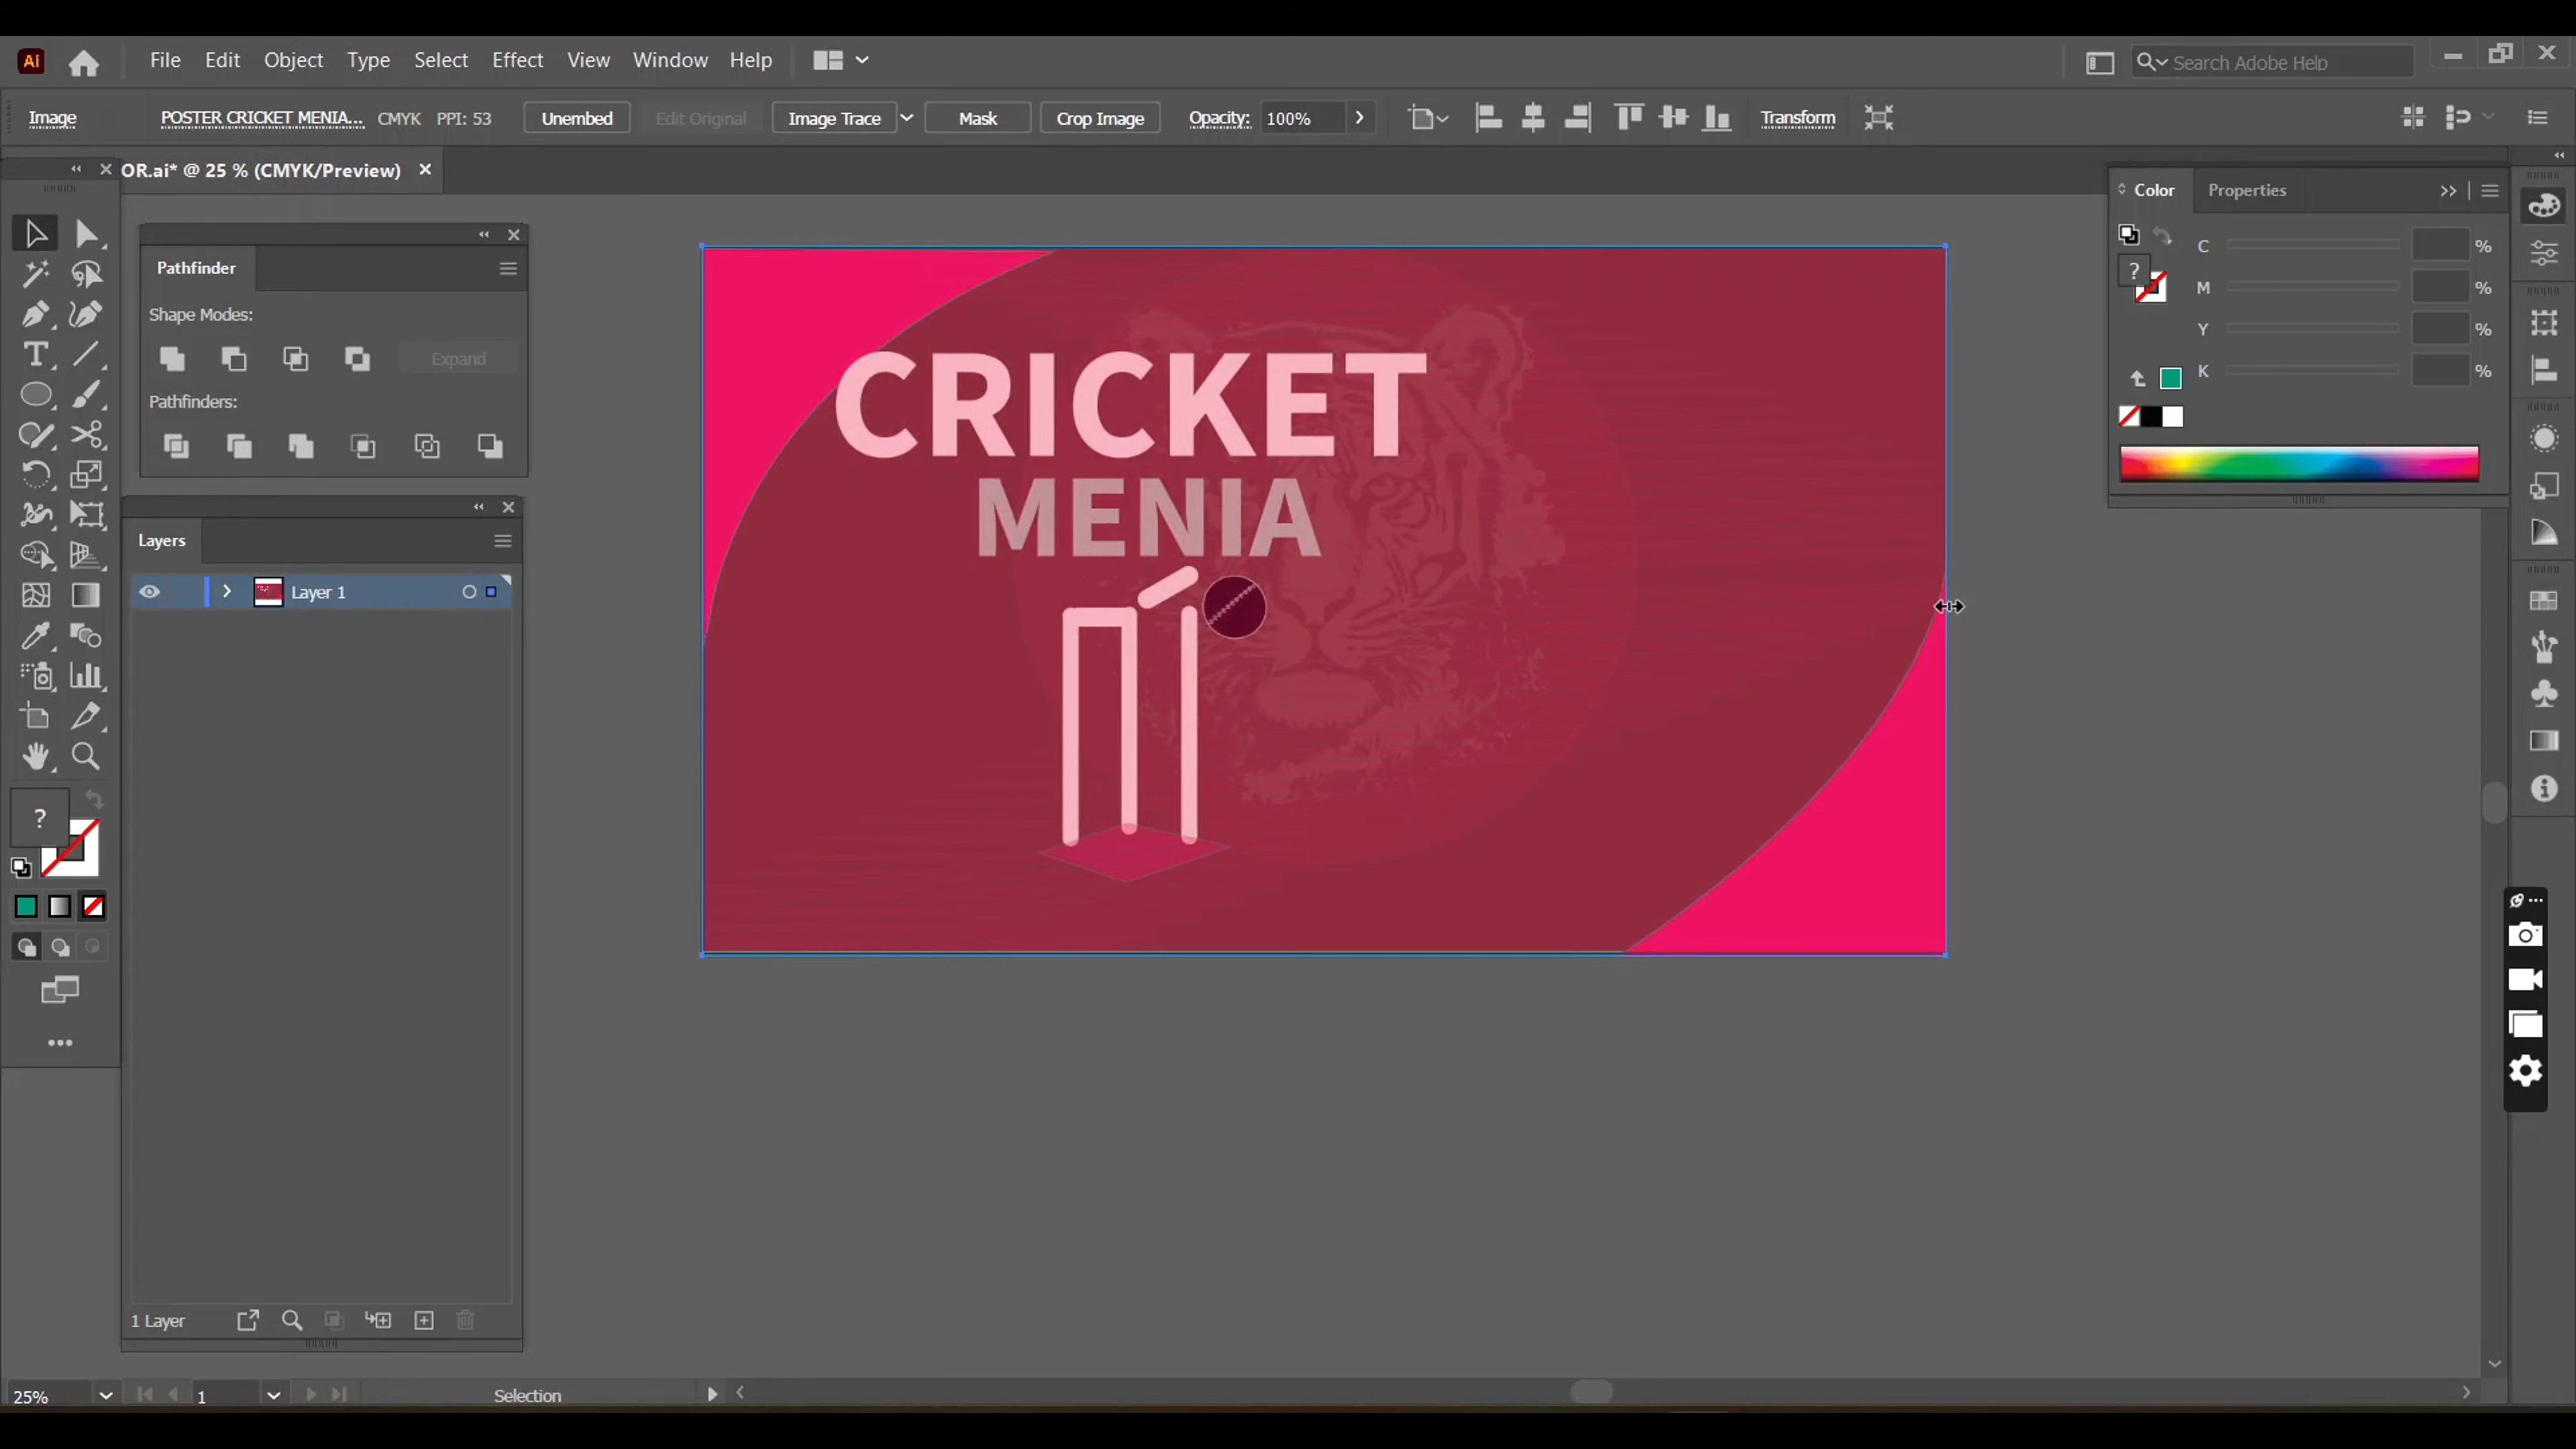 Ai File Edit Object Type Select Effect View Window Help Search Adobe Help
Image POSTER CRICKET MENIA... CMYK PPI: 53 Unembed Edit Original Image Trace Mask Crop Image Opacity: 100% Transform
OR.ai* @ 25 % (CMYK/Preview)
Color Properties
C %
M %
Y %
K %
Pathfinder
Shape Modes:
Expand
Pathfinders:
Layers
Layer 1
CRICKET
MENIA
?
?
1 Layer
25% 1 Selection